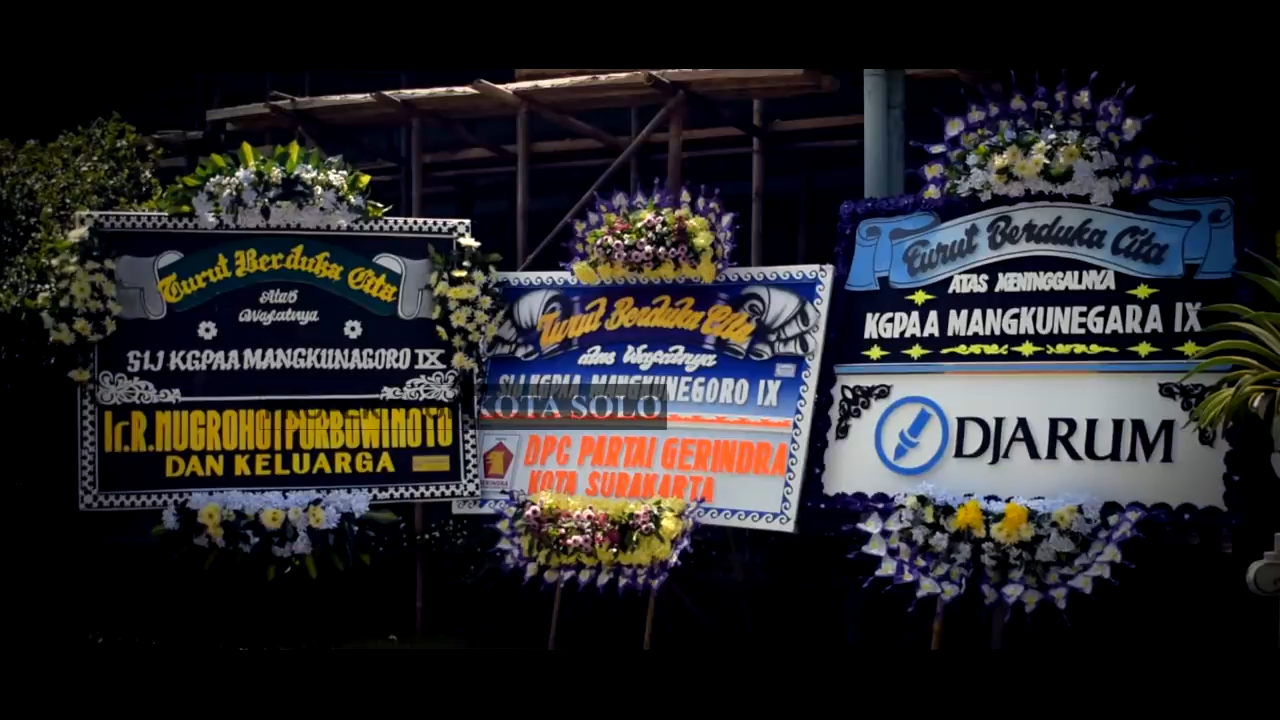 Turut Berduka Cita
Atas
Wafatnya
SIJ KGPAA MANGKUNAGORO IX
Ir.R.NUGROHO I PURBOWINOTO
DAN KELUARGA
Turut Berduka Cita
atas Wafatnya
SIJ KGPAA MANGKUNEGORO IX
KOTA SOLO
GERINDRA
DPC PARTAI GERINDRA
KOTA SURAKARTA
Turut Berduka Cita
ATAS MENINGGALNYA
KGPAA MANGKUNEGARA IX
DJARUM